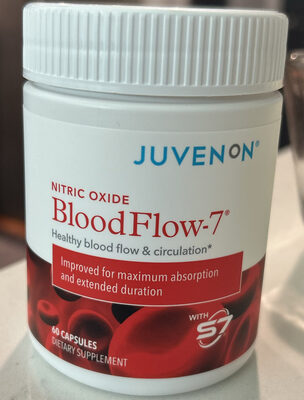 JUVENON®
NITRIC OXIDE
BloodFlow-7®
Healthy blood flow & circulation*
Improved for maximum absorption
and extended duration
60 CAPSULES
DIETARY SUPPLEMENT
WITH
S7